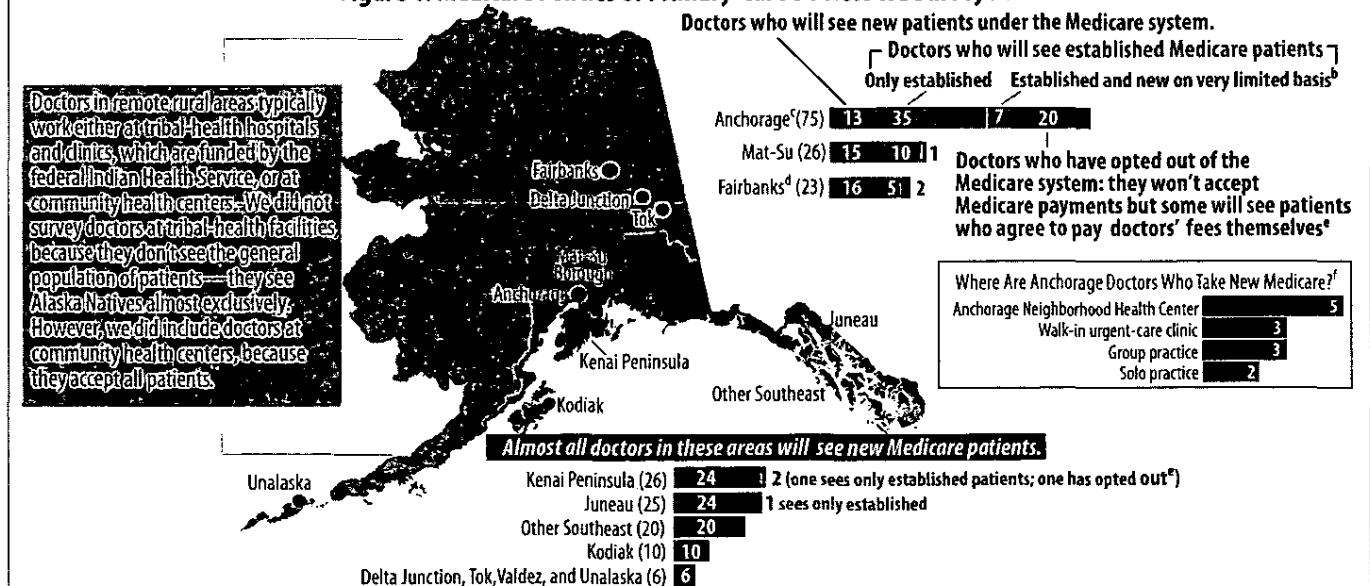 Doctors who will see new patients under the Medicare system.
Doctors who will see established Medicare patients
Only established Established and new on very limited basisᵇ
Anchorageᶜ(75) 13 35 7 20
Mat-Su (26) 15 10 1
Fairbanksᵈ (23) 16 5 2
Doctors who have opted out of the
Medicare system: they won't accept
Medicare payments but some will see patients
who agree to pay doctors' fees themselvesᵉ
Doctors in remote rural areas typically
work either at tribal-health hospitals
and clinics, which are funded by the
federal Indian Health Service, or at
community health centers. We did not
survey doctors at tribal-health facilities,
because they don't see the general
population of patients—they see
Alaska Natives almost exclusively.
However, we did include doctors at
community health centers, because
they accept all patients.
Fairbanks
Delta Junction
Tok
Mat-Su
Borough
Anchorage
Kenai Peninsula
Kodiak
Unalaska
Juneau
Other Southeast
Where Are Anchorage Doctors Who Take New Medicare?ᶠ
Anchorage Neighborhood Health Center 5
Walk-in urgent-care clinic 3
Group practice 3
Solo practice 2
Almost all doctors in these areas will see new Medicare patients.
Kenai Peninsula (26) 24 2 (one sees only established patients; one has opted outᵉ)
Juneau (25) 24 1 sees only established
Other Southeast (20) 20
Kodiak (10) 10
Delta Junction, Tok,Valdez, and Unalaska (6) 6